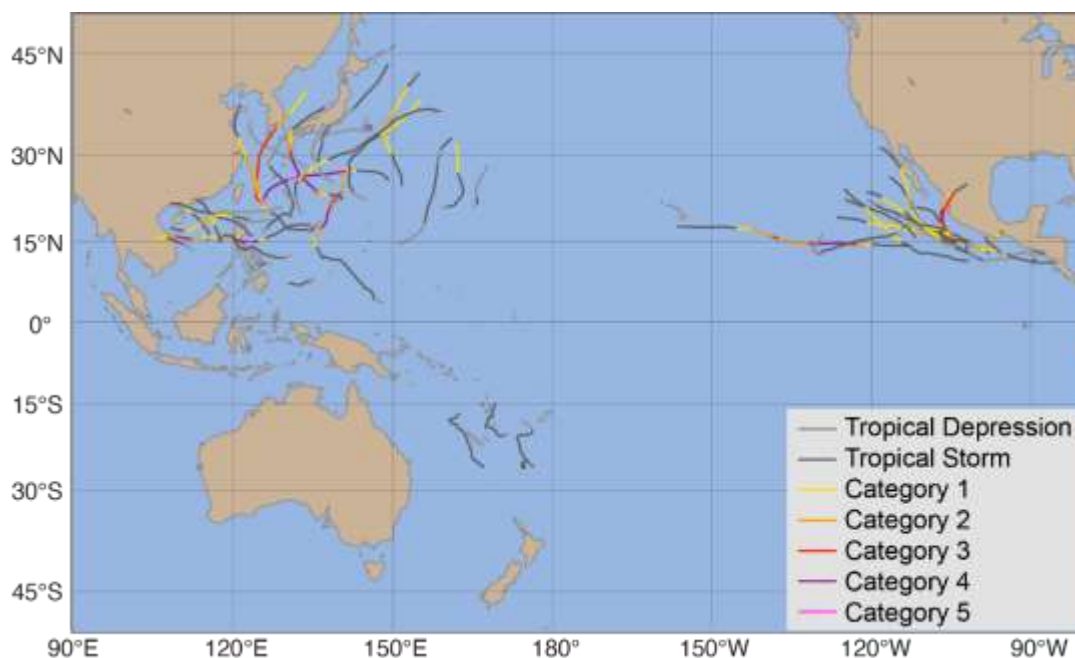 45°N
30°N
15°N
0°
15°S
30°S
45°S
90°E 120°E 150°E 180° 150°W 120°W 90°W
Tropical Depression
Tropical Storm
Category 1
Category 2
Category 3
Category 4
Category 5